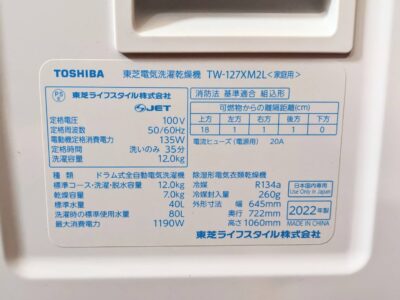 TOSHIBA 東芝電気洗濯乾燥機 TW-127XM2L<家庭用>
PSE
東芝ライフスタイル株式会社
JET
定格電圧 100V
定格周波数 50/60Hz
電動機定格消費電力 135W
定格時間 洗いのみ 35分
洗濯容量 12.0kg
消防法 基準適合 組込形
可燃物からの離隔距離(cm)
上方 左方 右方 前方 後方 下方
18 1 1 1 0
電流ヒューズ(電源用) 20A
種類 ドラム式全自動電気洗濯機
標準コース・洗濯・脱水容量 12.0kg
乾燥容量 7.0kg
標準水量 40L
洗濯時の標準使用水量 80L
最大消費電力 1190W
除湿形電気衣類乾燥機
冷媒 R134a
冷媒封入量 260g
外形寸法 幅 645mm
奥行 722mm
高さ 1060mm
日本国内専用
Use Only in Japan
2022年製
MADE IN CHINA
東芝ライフスタイル株式会社